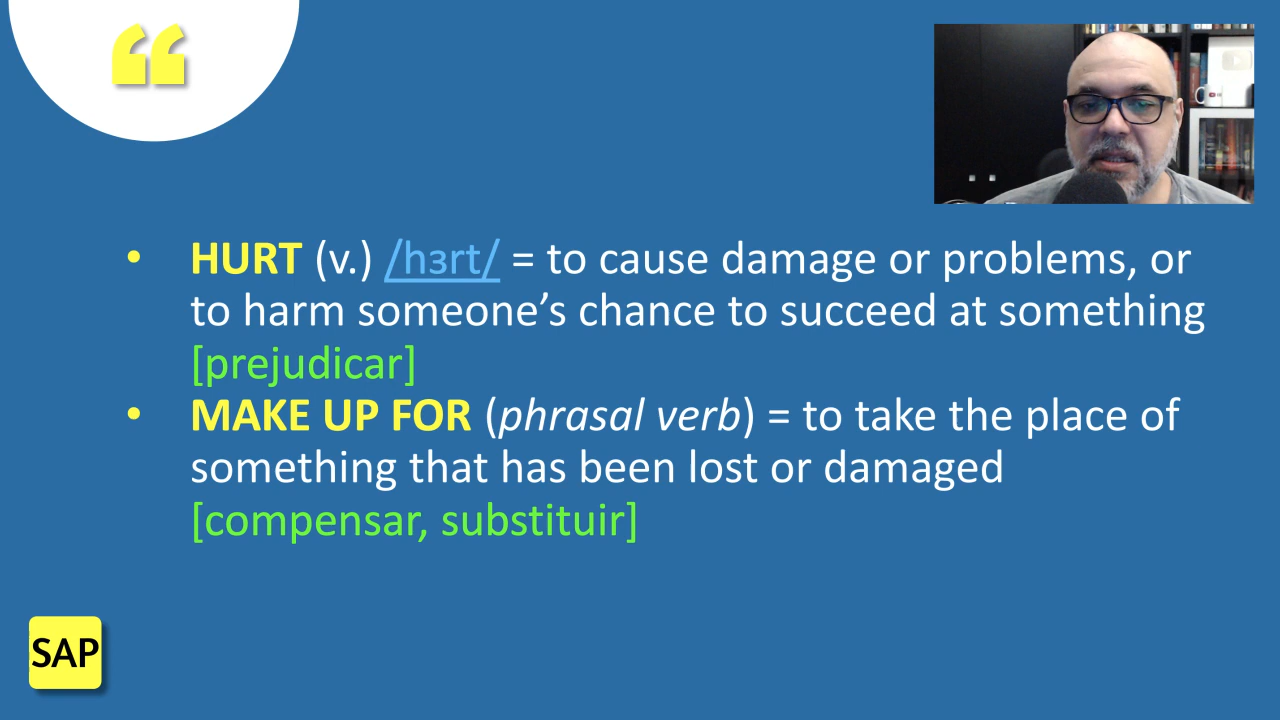 “
• HURT (v.) /hɜrt/ = to cause damage or problems, or
to harm someone’s chance to succeed at something
[prejudicar]
• MAKE UP FOR (phrasal verb) = to take the place of
something that has been lost or damaged
[compensar, substituir]
SAP